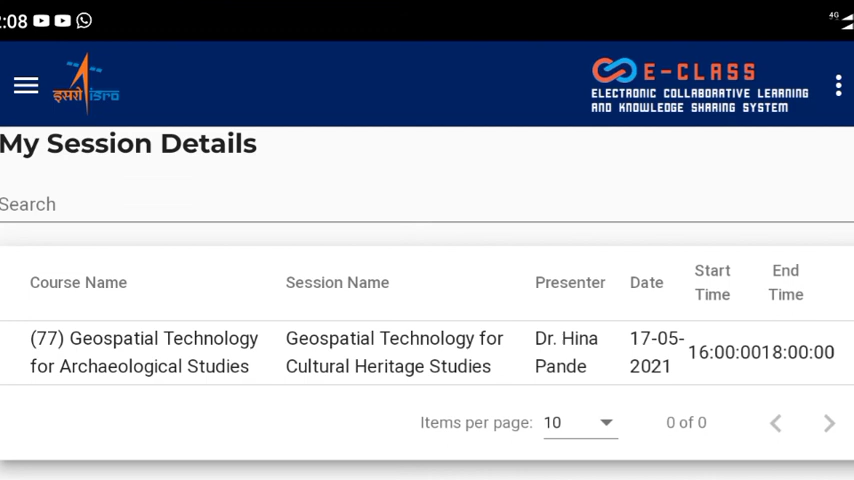 :08
4G
इसरो isro
E-CLASS
ELECTRONIC COLLABORATIVE LEARNING
AND KNOWLEDGE SHARING SYSTEM
My Session Details
Search
Course Name Session Name Presenter Date Start Time End Time
(77) Geospatial Technology Geospatial Technology for Dr. Hina 17-05-
for Archaeological Studies Cultural Heritage Studies Pande 2021 16:00:00 18:00:00
Items per page: 10 0 of 0